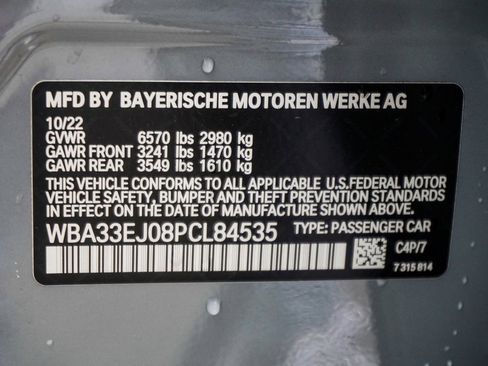 MFD BY BAYERISCHE MOTOREN WERKE AG
10/22
GVWR 6570 lbs 2980 kg
GAWR FRONT 3241 lbs 1470 kg
GAWR REAR 3549 lbs 1610 kg
THIS VEHICLE CONFORMS TO ALL APPLICABLE U.S.FEDERAL MOTOR
VEHICLE SAFETY, BUMPER AND THEFT PREVENTION STANDARDS
IN EFFECT ON DATE OF MANUFACTURE SHOWN ABOVE.
WBA33EJ08PCL84535 TYPE: PASSENGER CAR
C4P/7
7 315 814